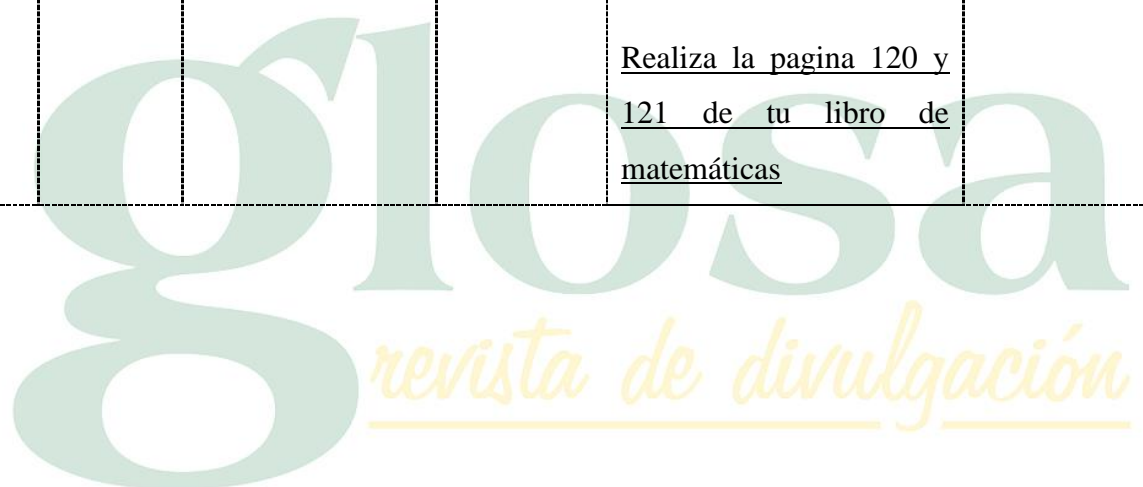 Realiza la pagina 120 y
121 de tu libro de
matemáticas
glosa
revista de divulgación